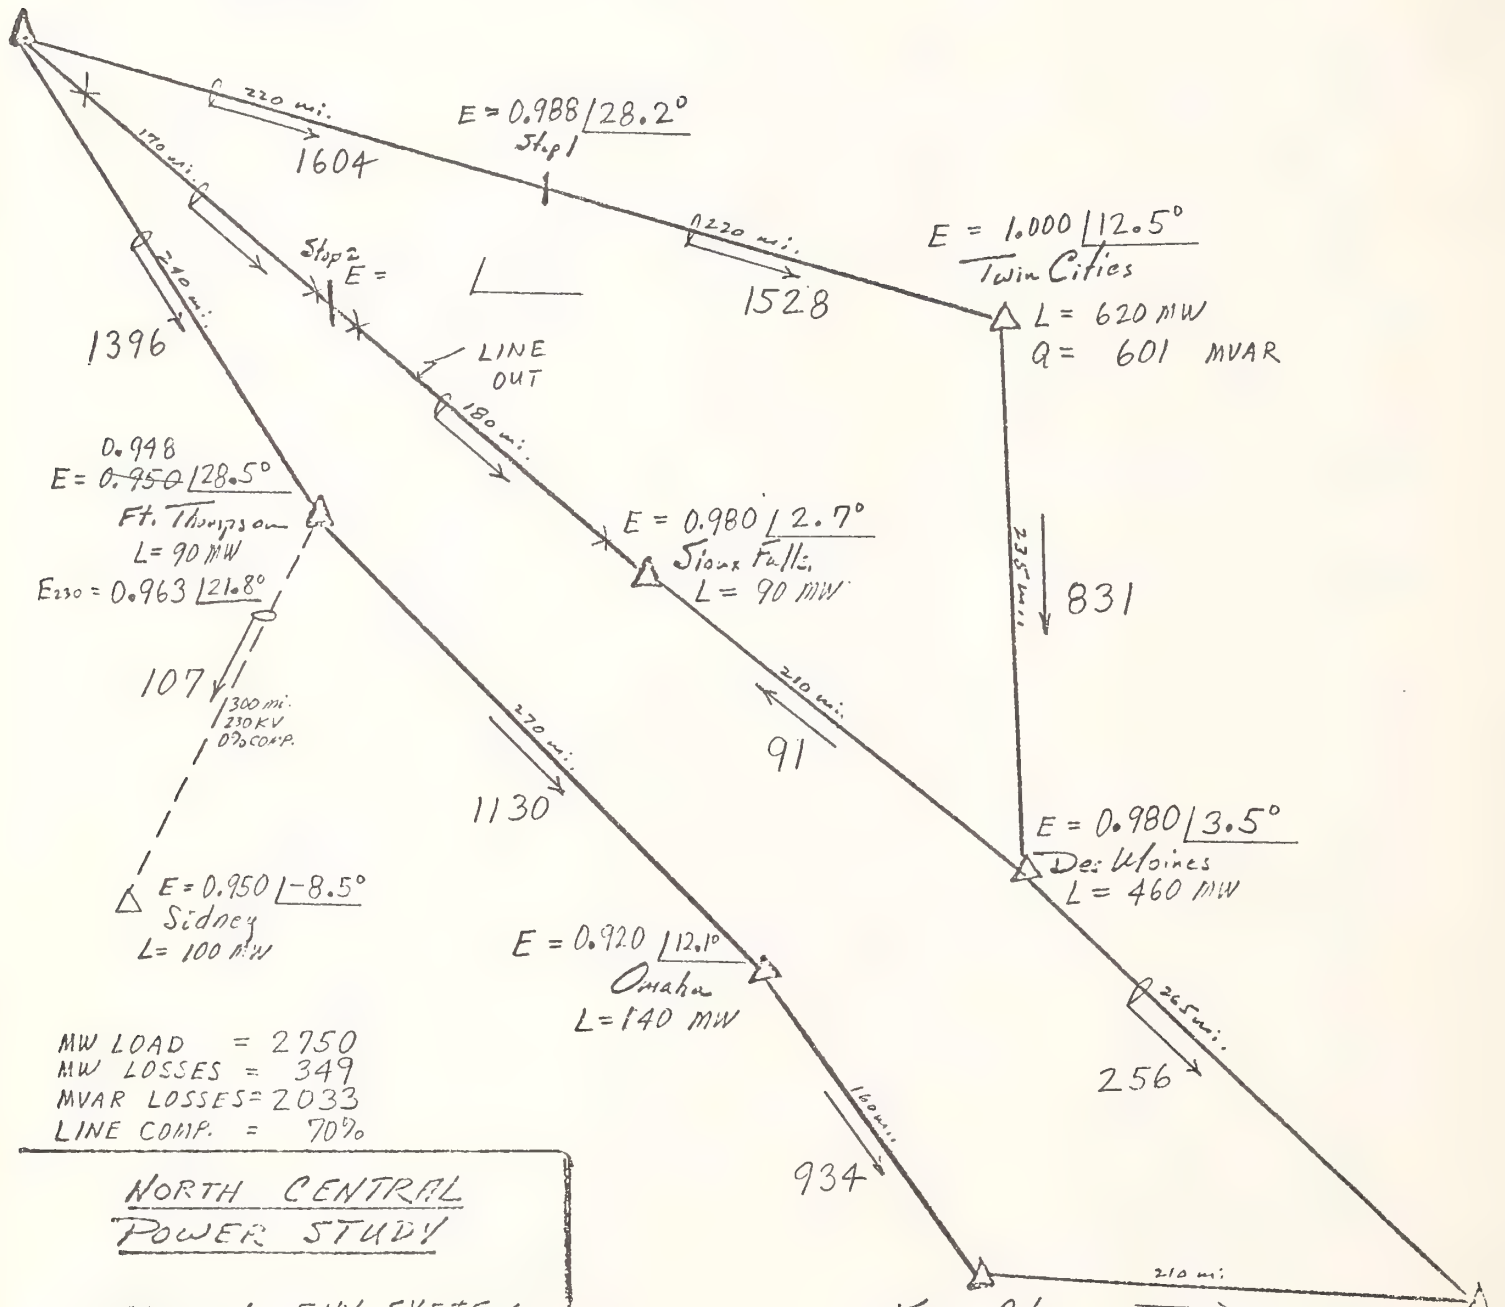 220 mi.
E = 0.988 /28.2°
Stop 1
1604
170 mi.
220 mi.
1528
E = 1.000 /12.5°
Twin Cities
L = 620 MW
Q = 601 MVAR
Stop 2
E =
240 mi.
1396
LINE
OUT
180 mi.
0.948
E = 0.950 /28.5°
Ft. Thompson
L = 90 MW
E230 = 0.963 /21.8°
107
300 mi.
230 KV
0% COMP.
E = 0.980 /2.7°
Sioux Falls
L = 90 MW
235 mi.
831
210 mi.
91
270 mi.
1130
E = 0.980 /3.5°
Des Moines
L = 460 MW
E = 0.950 /-8.5°
Sidney
L = 100 MW
E = 0.920 /12.1°
Omaha
L = 140 MW
265 mi.
256
160 mi.
934
MW LOAD = 2750
MW LOSSES = 349
MVAR LOSSES = 2033
LINE COMP. = 70%
NORTH CENTRAL
POWER STUDY
210 mi.